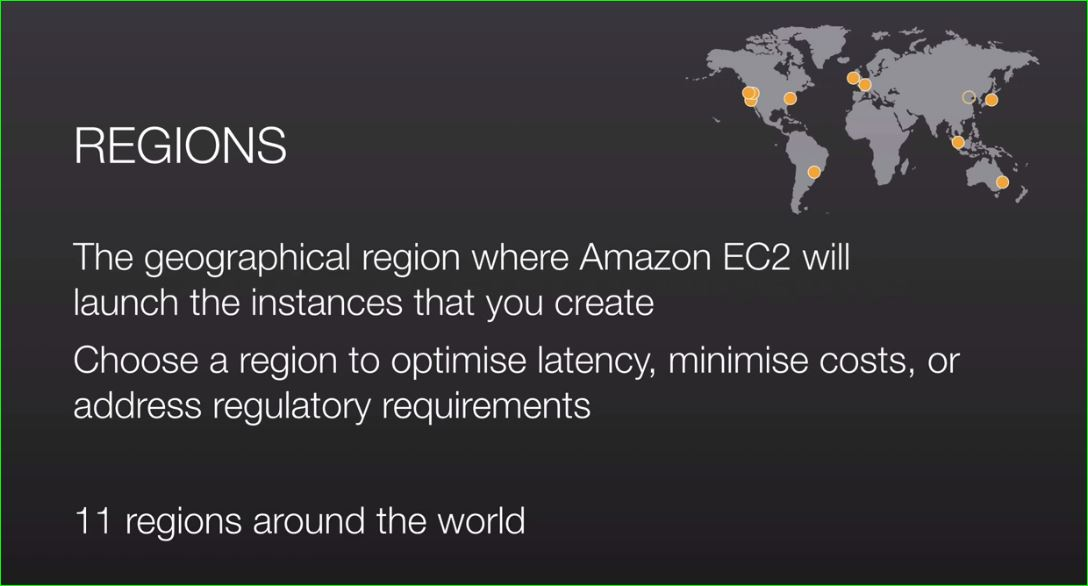 REGIONS
The geographical region where Amazon EC2 will
launch the instances that you create
Choose a region to optimise latency, minimise costs, or
address regulatory requirements
11 regions around the world